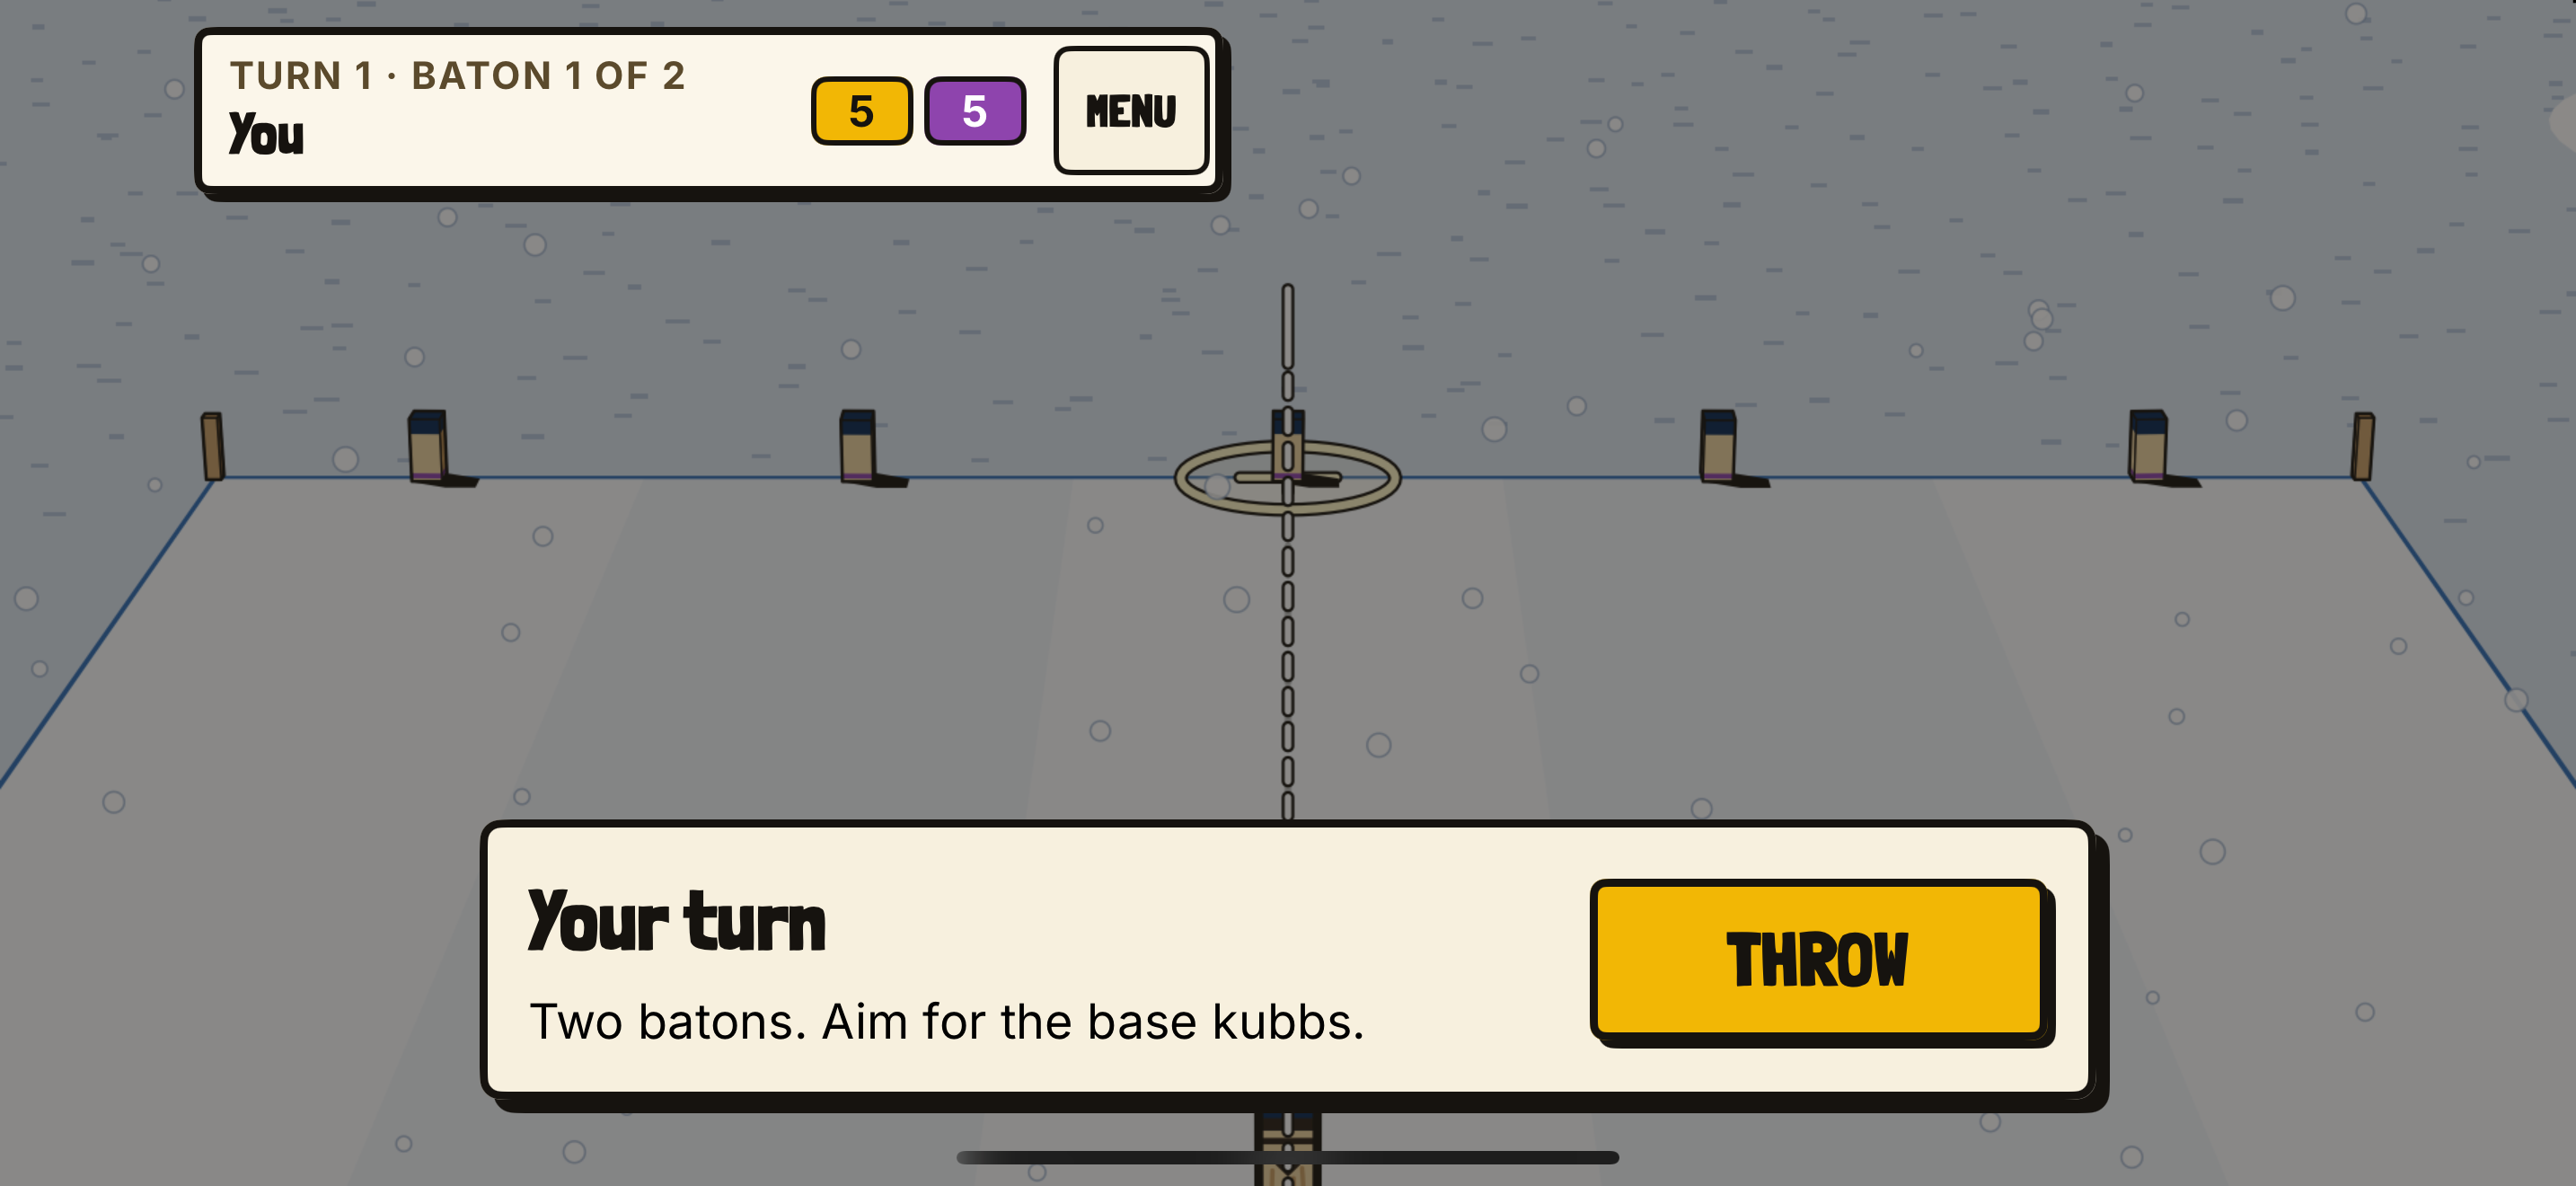 TURN 1 · BATON 1 OF 2
You
5 5
MENU
Your turn
Two batons. Aim for the base kubbs.
THROW